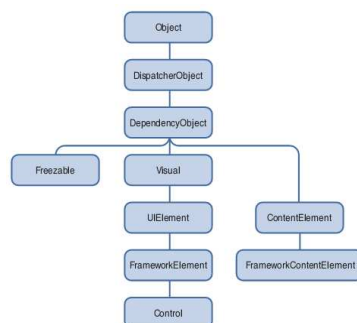 Object
DispatcherObject
DependencyObject
Freezable
Visual
UIElement
ContentElement
FrameworkElement
FrameworkContentElement
Control